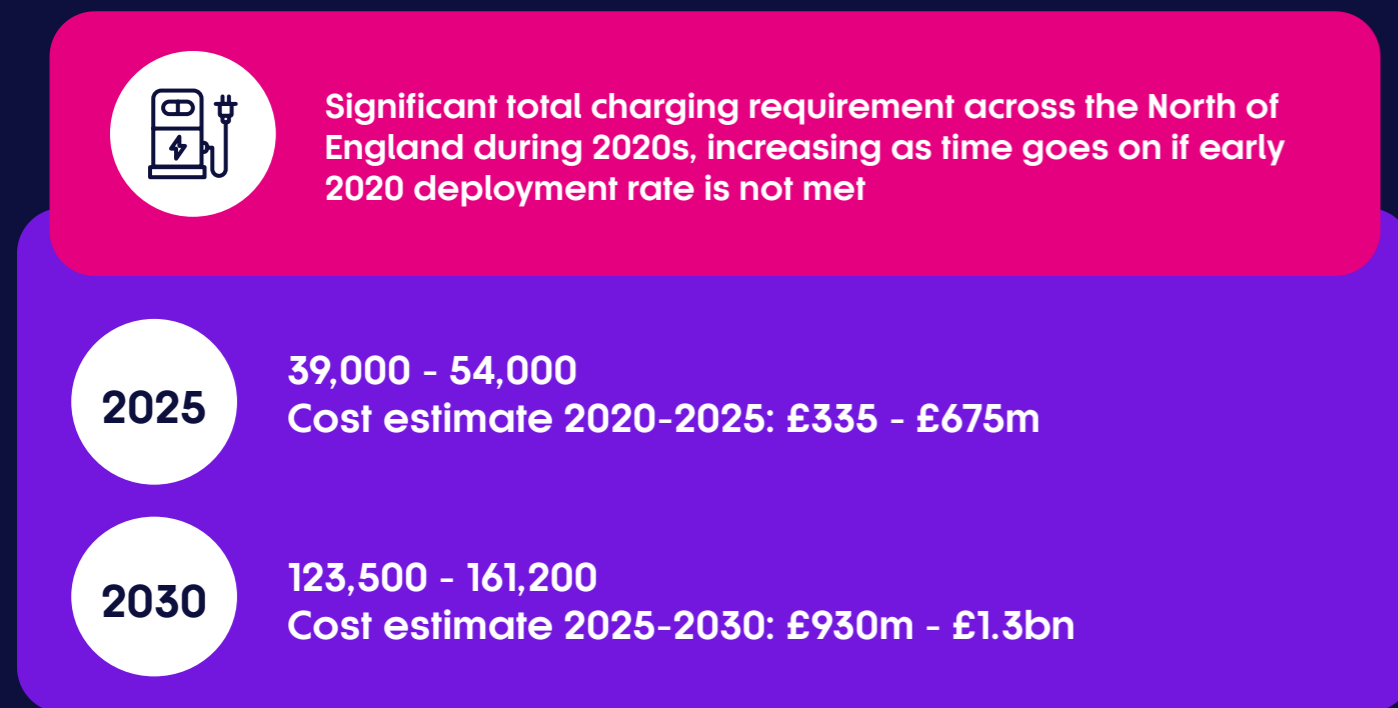 Significant total charging requirement across the North of
England during 2020s, increasing as time goes on if early
2020 deployment rate is not met
2025
39,000 - 54,000
Cost estimate 2020-2025: £335 - £675m
2030
123,500 - 161,200
Cost estimate 2025-2030: £930m - £1.3bn